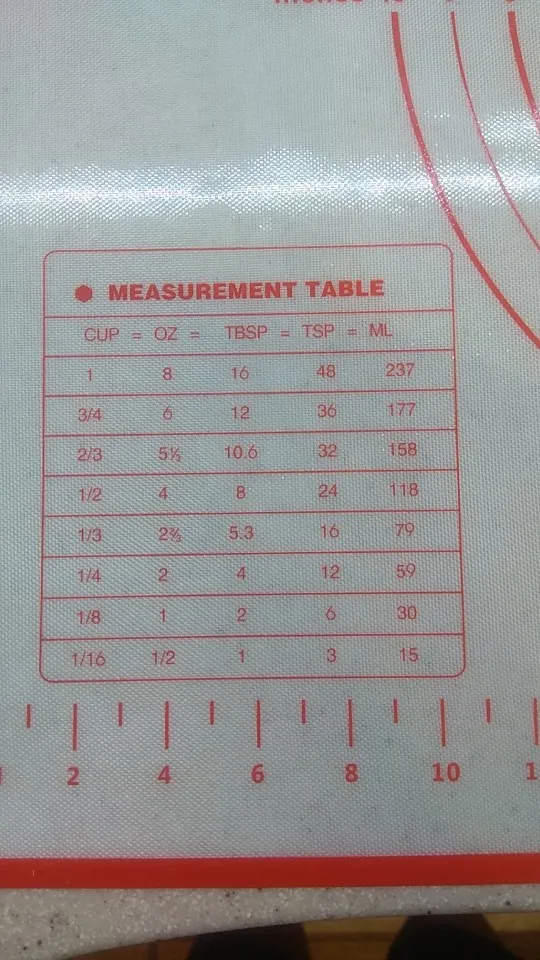 MEASUREMENT TABLE
CUP = OZ = TBSP = TSP = ML
1 8 16 48 237
3/4 6 12 36 177
2/3 5⅓ 10.6 32 158
1/2 4 8 24 118
1/3 2⅔ 5.3 16 79
1/4 2 4 12 59
1/8 1 2 6 30
1/16 1/2 1 3 15
2 4 6 8 10